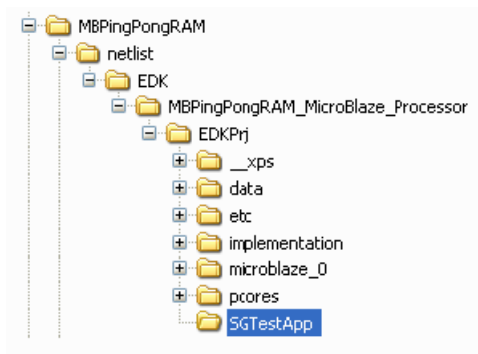 MBPingPongRAM
netlist
EDK
MBPingPongRAM_MicroBlaze_Processor
EDKPrj
__xps
data
etc
implementation
microblaze_0
pcores
SGTestApp